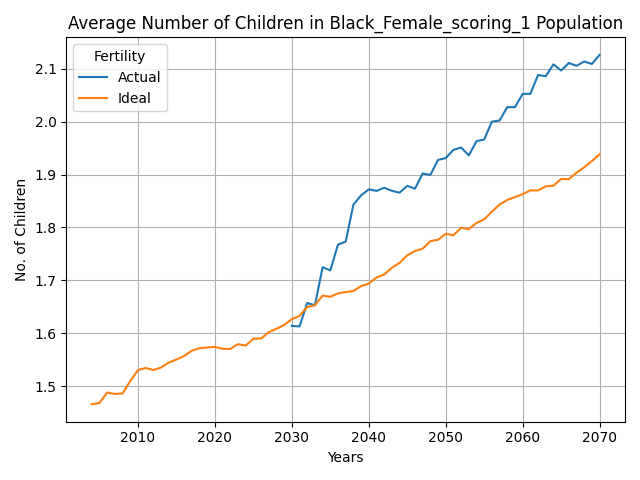 Average Number of Children in Black_Female_scoring_1 Population
Fertility
Actual
Ideal
No. of Children
2.1
2.0
1.9
1.8
1.7
1.6
1.5
2010 2020 2030 2040 2050 2060 2070
Years